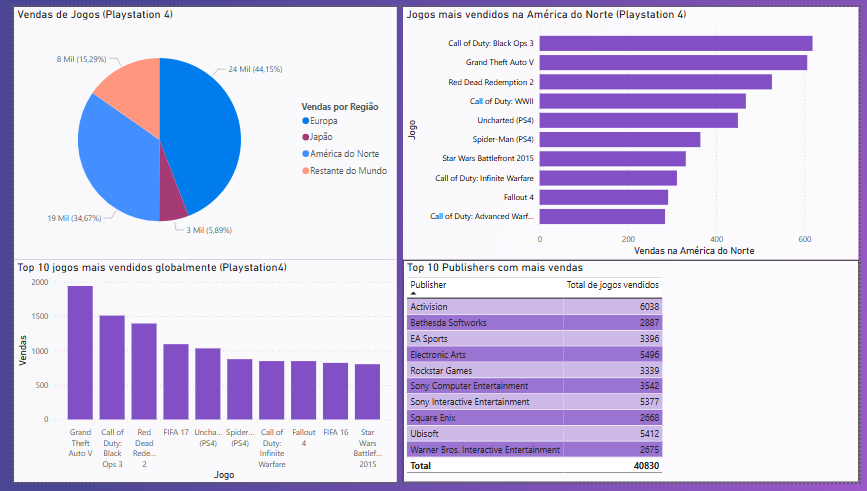 Vendas de Jogos (Playstation 4)
8 Mil (15,29%)
24 Mil (44,15%)
19 Mil (34,67%)
3 Mil (5,89%)
Vendas por Região
Europa
Japão
América do Norte
Restante do Mundo
Jogos mais vendidos na América do Norte (Playstation 4)
Jogo
Call of Duty: Black Ops 3
Grand Theft Auto V
Red Dead Redemption 2
Call of Duty: WWII
Uncharted (PS4)
Spider-Man (PS4)
Star Wars Battlefront 2015
Call of Duty: Infinite Warfare
Fallout 4
Call of Duty: Advanced Warf...
0 200 400 600
Vendas na América do Norte
Top 10 jogos mais vendidos globalmente (Playstation4)
Vendas
2000
1500
1000
500
0
Grand Theft Auto V
Call of Duty: Black Ops 3
Red Dead Rede... 2
FIFA 17
Uncha... (PS4)
Spider... (PS4)
Call of Duty: Infinite Warfare
Fallout 4
FIFA 16
Star Wars Battlef... 2015
Jogo
Top 10 Publishers com mais vendas
Publisher Total de jogos vendidos
Activision 6038
Bethesda Softworks 2887
EA Sports 3396
Electronic Arts 5496
Rockstar Games 3339
Sony Computer Entertainment 3542
Sony Interactive Entertainment 5377
Square Enix 2668
Ubisoft 5412
Warner Bros. Interactive Entertainment 2675
Total 40830